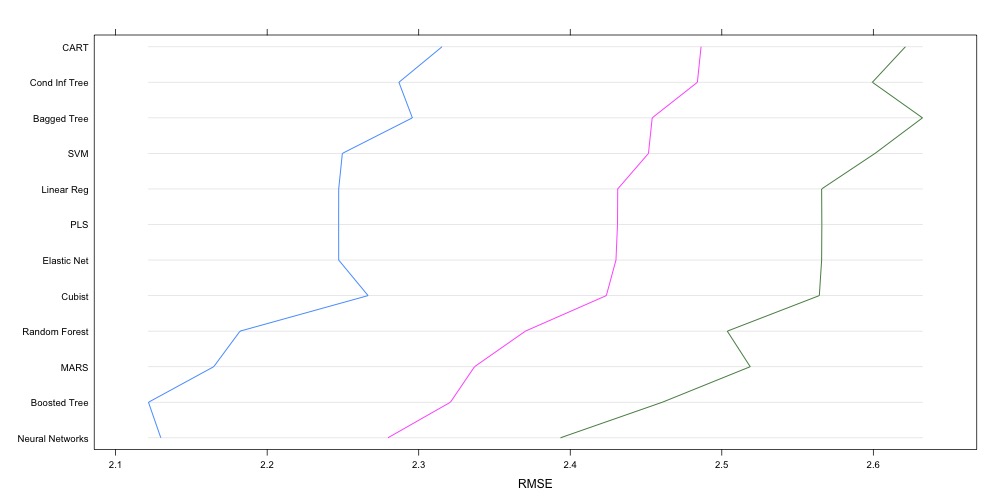 CART
Cond Inf Tree
Bagged Tree
SVM
Linear Reg
PLS
Elastic Net
Cubist
Random Forest
MARS
Boosted Tree
Neural Networks
2.1 2.2 2.3 2.4 2.5 2.6
RMSE